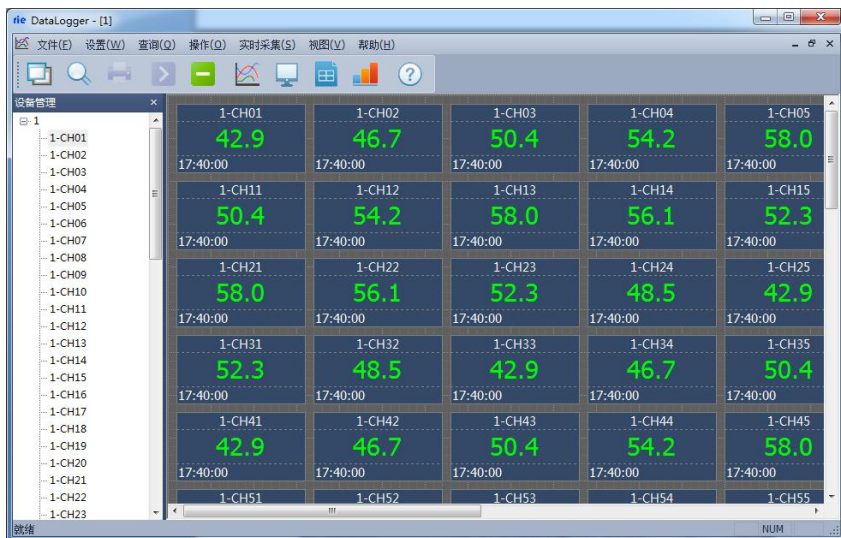 rie DataLogger - [1]
文件(F) 设置(W) 查询(Q) 操作(O) 实时采集(S) 视图(V) 帮助(H)
设备管理
1
1-CH01
1-CH02
1-CH03
1-CH04
1-CH05
1-CH06
1-CH07
1-CH08
1-CH09
1-CH10
1-CH11
1-CH12
1-CH13
1-CH14
1-CH15
1-CH16
1-CH17
1-CH18
1-CH19
1-CH20
1-CH21
1-CH22
1-CH23
1-CH01 1-CH02 1-CH03 1-CH04 1-CH05
42.9 46.7 50.4 54.2 58.0
17:40:00 17:40:00 17:40:00 17:40:00 17:40:00
1-CH11 1-CH12 1-CH13 1-CH14 1-CH15
50.4 54.2 58.0 56.1 52.3
17:40:00 17:40:00 17:40:00 17:40:00 17:40:00
1-CH21 1-CH22 1-CH23 1-CH24 1-CH25
58.0 56.1 52.3 48.5 42.9
17:40:00 17:40:00 17:40:00 17:40:00 17:40:00
1-CH31 1-CH32 1-CH33 1-CH34 1-CH35
52.3 48.5 42.9 46.7 50.4
17:40:00 17:40:00 17:40:00 17:40:00 17:40:00
1-CH41 1-CH42 1-CH43 1-CH44 1-CH45
42.9 46.7 50.4 54.2 58.0
17:40:00 17:40:00 17:40:00 17:40:00 17:40:00
1-CH51 1-CH52 1-CH53 1-CH54 1-CH55
就绪 NUM